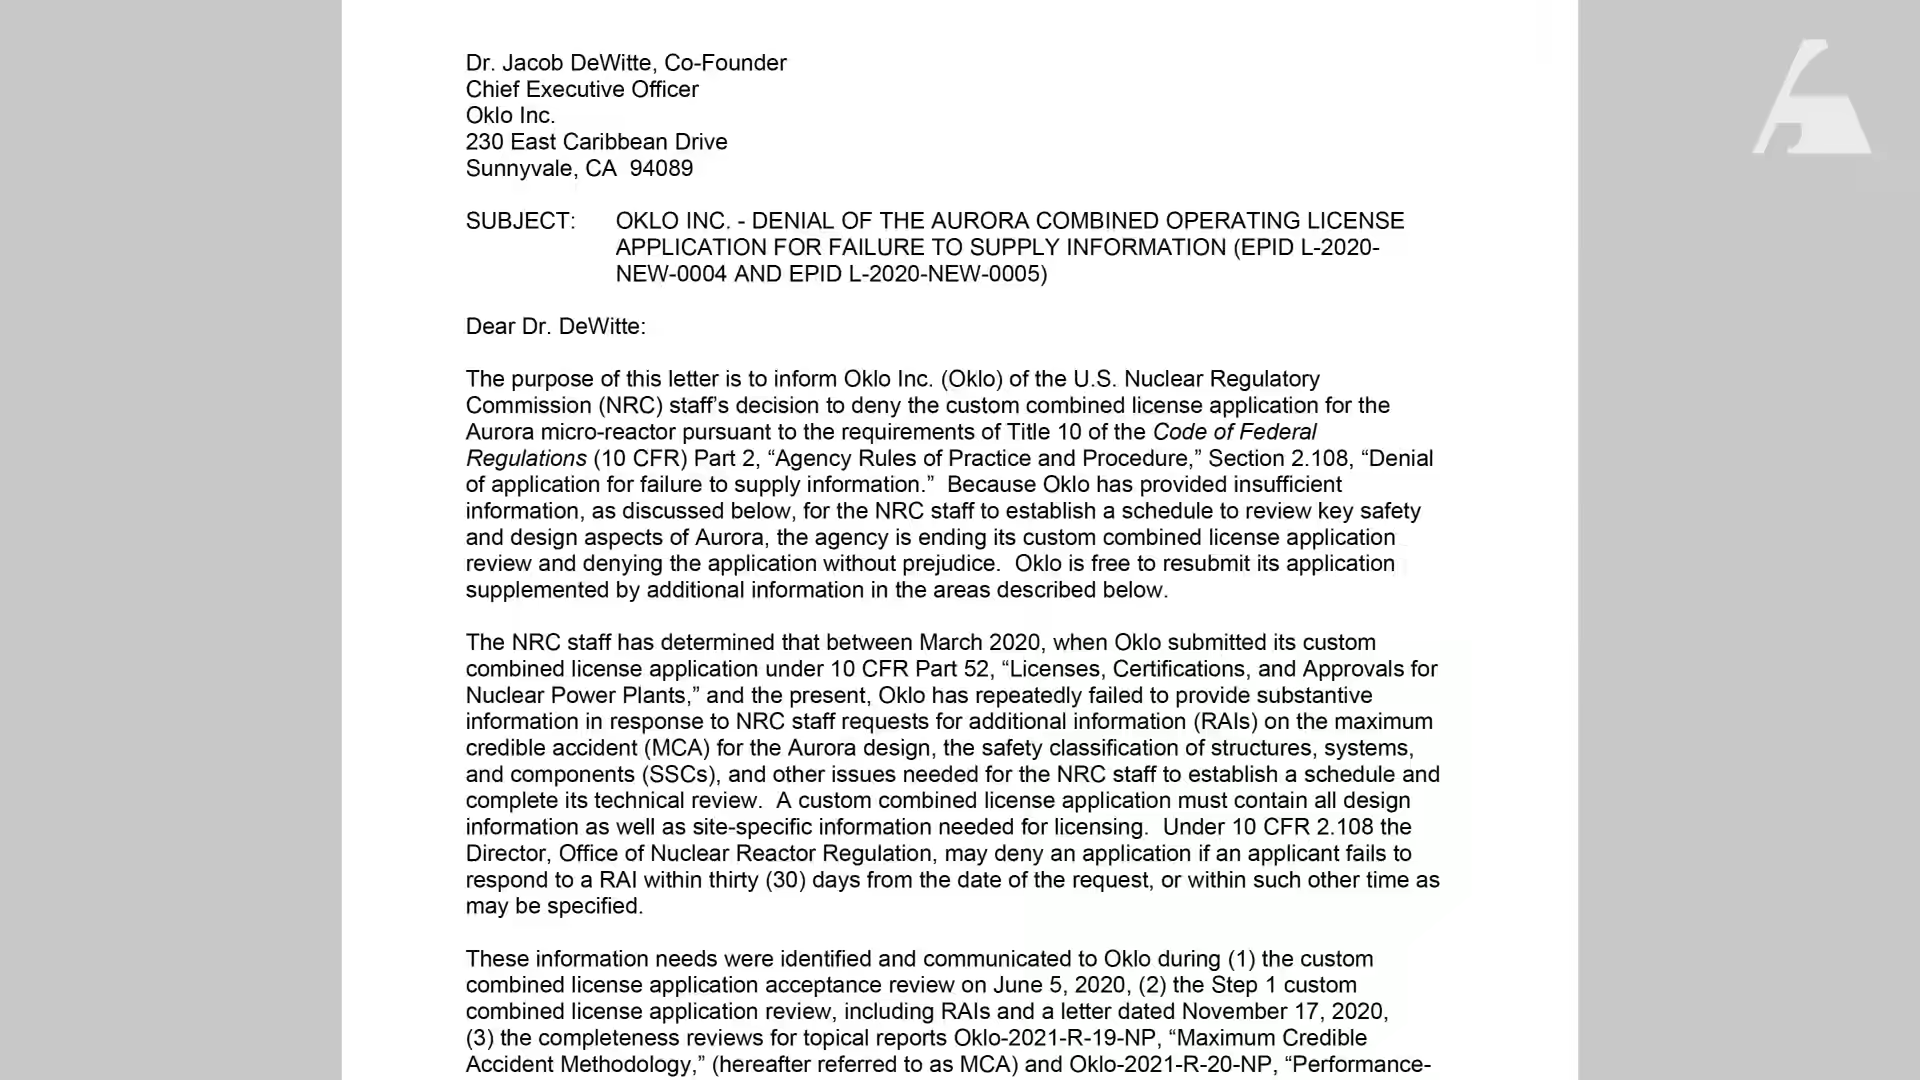 Dr. Jacob DeWitte, Co-Founder
Chief Executive Officer
Oklo Inc.
230 East Caribbean Drive
Sunnyvale, CA  94089
SUBJECT: OKLO INC. - DENIAL OF THE AURORA COMBINED OPERATING LICENSE
APPLICATION FOR FAILURE TO SUPPLY INFORMATION (EPID L-2020-
NEW-0004 AND EPID L-2020-NEW-0005)
Dear Dr. DeWitte:
The purpose of this letter is to inform Oklo Inc. (Oklo) of the U.S. Nuclear Regulatory
Commission (NRC) staff’s decision to deny the custom combined license application for the
Aurora micro-reactor pursuant to the requirements of Title 10 of the Code of Federal
Regulations (10 CFR) Part 2, “Agency Rules of Practice and Procedure,” Section 2.108, “Denial
of application for failure to supply information.”  Because Oklo has provided insufficient
information, as discussed below, for the NRC staff to establish a schedule to review key safety
and design aspects of Aurora, the agency is ending its custom combined license application
review and denying the application without prejudice.  Oklo is free to resubmit its application
supplemented by additional information in the areas described below.
The NRC staff has determined that between March 2020, when Oklo submitted its custom
combined license application under 10 CFR Part 52, “Licenses, Certifications, and Approvals for
Nuclear Power Plants,” and the present, Oklo has repeatedly failed to provide substantive
information in response to NRC staff requests for additional information (RAIs) on the maximum
credible accident (MCA) for the Aurora design, the safety classification of structures, systems,
and components (SSCs), and other issues needed for the NRC staff to establish a schedule and
complete its technical review.  A custom combined license application must contain all design
information as well as site-specific information needed for licensing.  Under 10 CFR 2.108 the
Director, Office of Nuclear Reactor Regulation, may deny an application if an applicant fails to
respond to a RAI within thirty (30) days from the date of the request, or within such other time as
may be specified.
These information needs were identified and communicated to Oklo during (1) the custom
combined license application acceptance review on June 5, 2020, (2) the Step 1 custom
combined license application review, including RAIs and a letter dated November 17, 2020,
(3) the completeness reviews for topical reports Oklo-2021-R-19-NP, “Maximum Credible
Accident Methodology,” (hereafter referred to as MCA) and Oklo-2021-R-20-NP, “Performance-